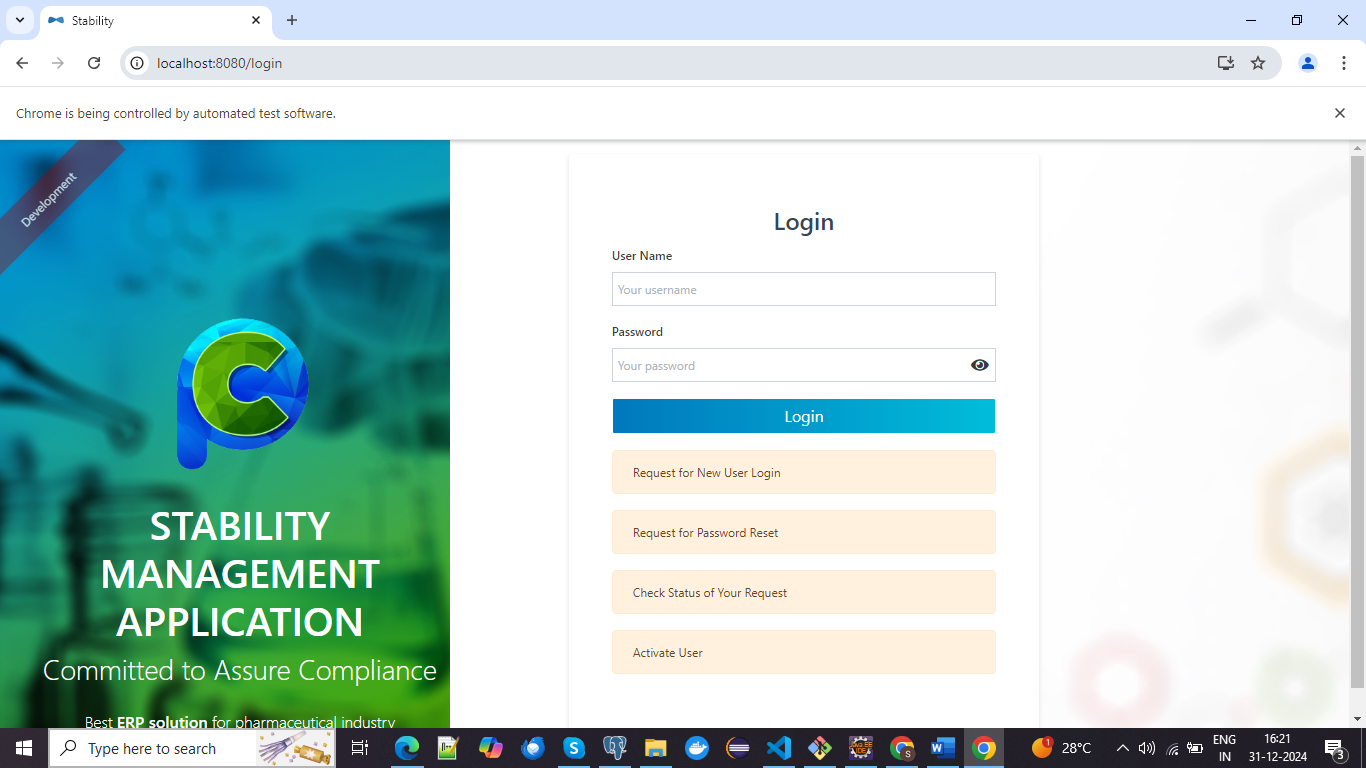 Stability
localhost:8080/login
Chrome is being controlled by automated test software.
Development
STABILITY
MANAGEMENT
APPLICATION
Committed to Assure Compliance
Best ERP solution for pharmaceutical industry
Login
User Name
Your username
Password
Your password
Login
Request for New User Login
Request for Password Reset
Check Status of Your Request
Activate User
Type here to search
1
28°C
ENG
IN
16:21
31-12-2024
3